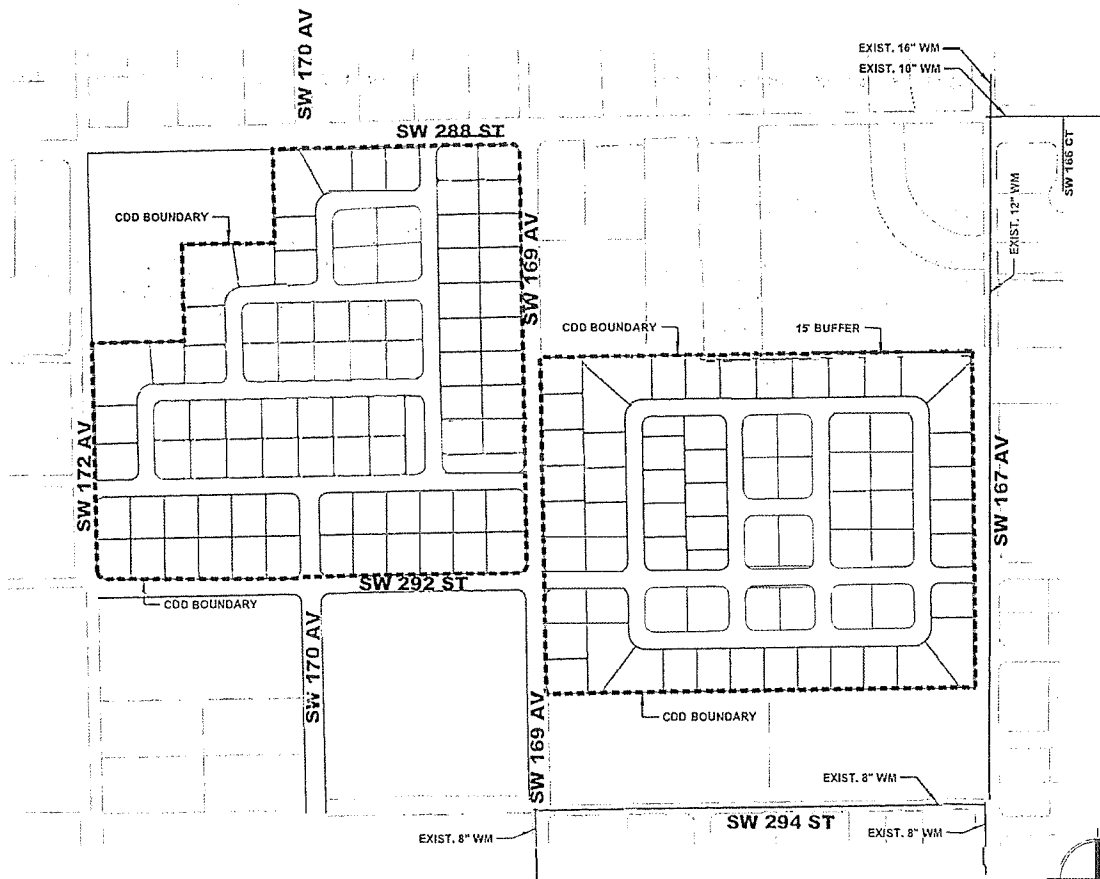 SW 170 AV
EXIST. 16" WM
EXIST. 10" WM
SW 288 ST
SW 166 CT
CDD BOUNDARY
EXIST. 12" WM
SW 169 AV
CDD BOUNDARY
15' BUFFER
SW 172 AV
SW 167 AV
SW 292 ST
CDD BOUNDARY
SW 170 AV
SW 169 AV
CDD BOUNDARY
EXIST. 8" WM
SW 294 ST
EXIST. 8" WM
EXIST. 8" WM